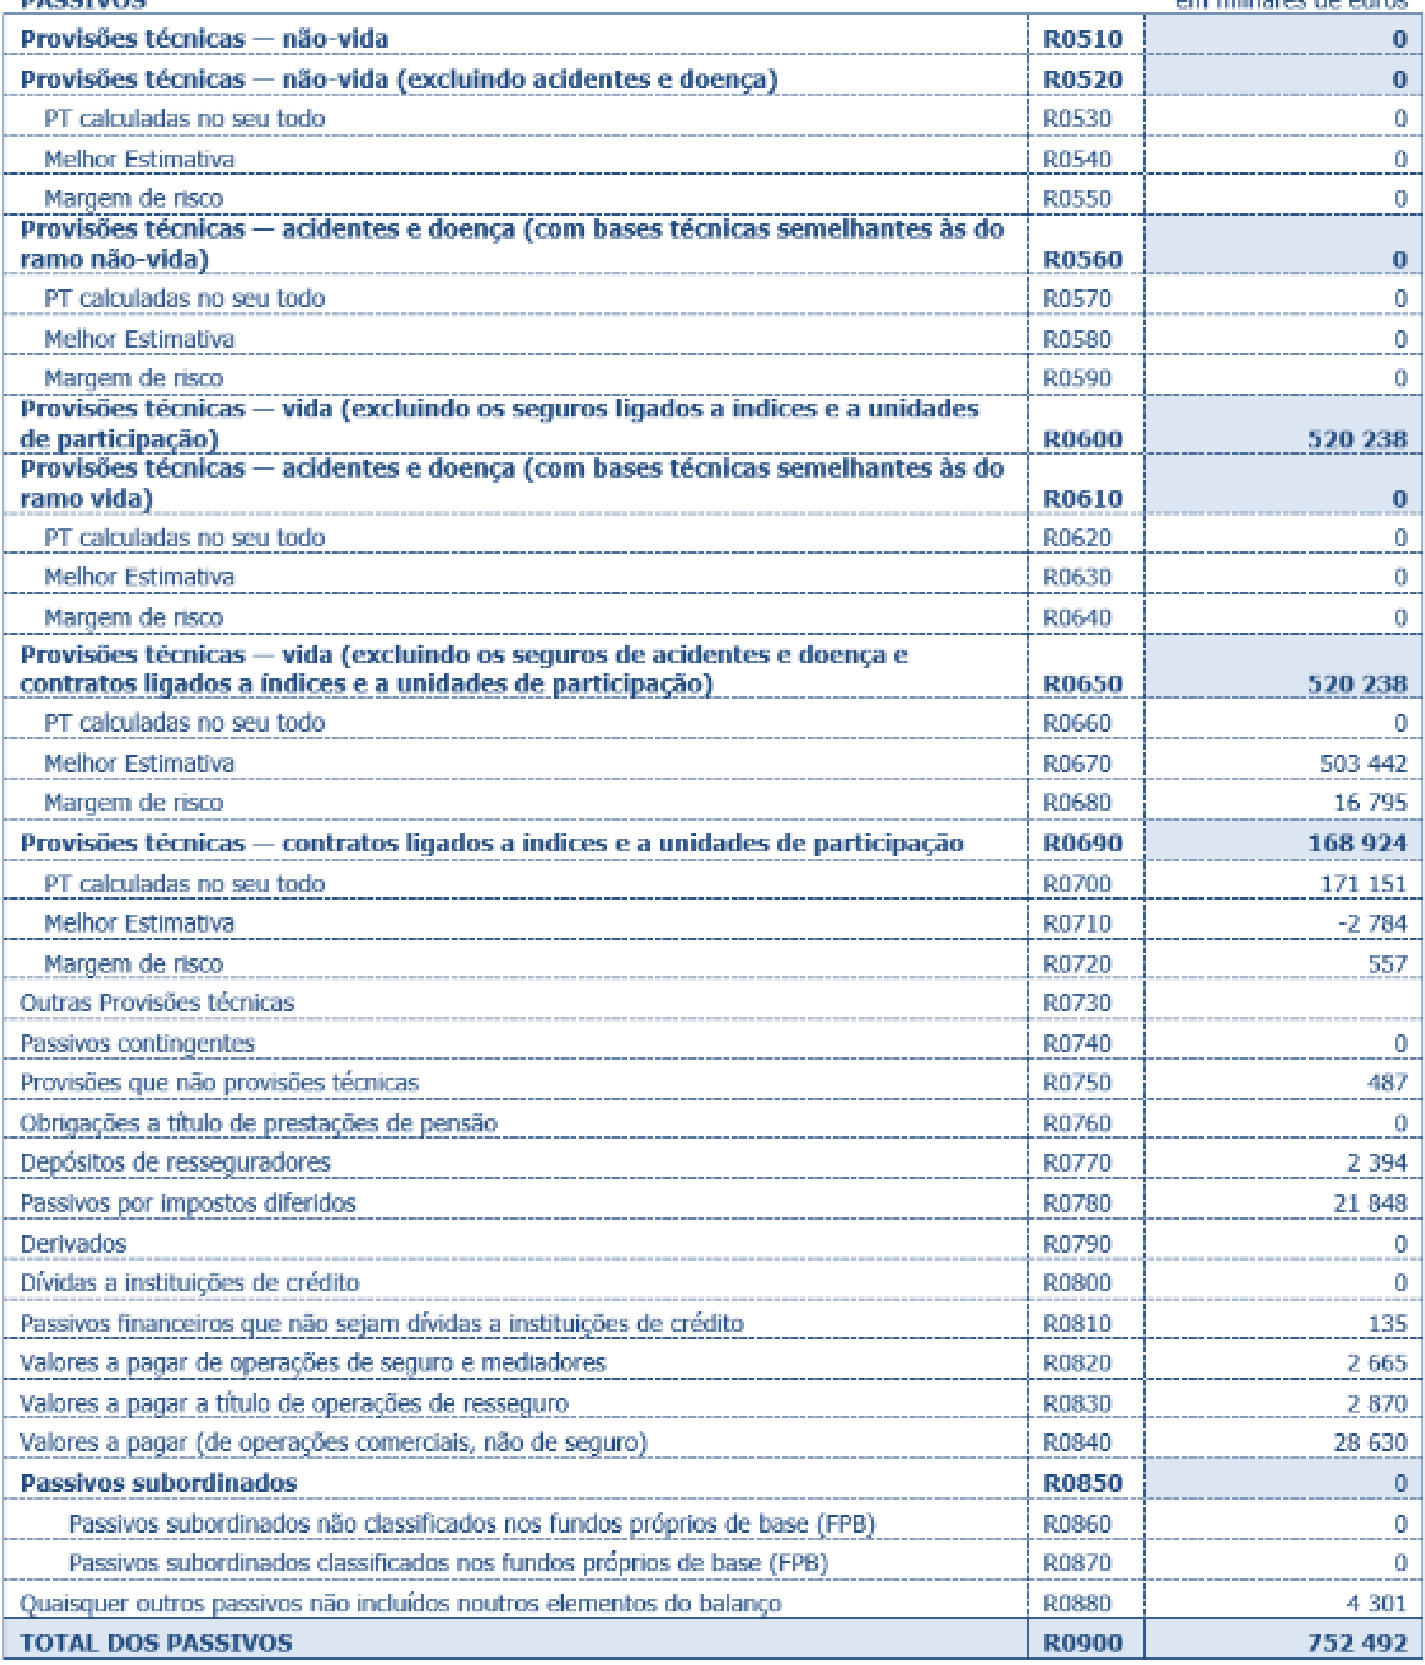 PASSIVOS em milhares de euros
Provisões técnicas — não-vida R0510 0
Provisões técnicas — não-vida (excluindo acidentes e doença) R0520 0
PT calculadas no seu todo R0530 0
Melhor Estimativa R0540 0
Margem de risco R0550 0
Provisões técnicas — acidentes e doença (com bases técnicas semelhantes às do
ramo não-vida) R0560 0
PT calculadas no seu todo R0570 0
Melhor Estimativa R0580 0
Margem de risco R0590 0
Provisões técnicas — vida (excluindo os seguros ligados a índices e a unidades
de participação) R0600 520 238
Provisões técnicas — acidentes e doença (com bases técnicas semelhantes às do
ramo vida) R0610 0
PT calculadas no seu todo R0620 0
Melhor Estimativa R0630 0
Margem de risco R0640 0
Provisões técnicas — vida (excluindo os seguros de acidentes e doença e
contratos ligados a índices e a unidades de participação) R0650 520 238
PT calculadas no seu todo R0660 0
Melhor Estimativa R0670 503 442
Margem de risco R0680 16 795
Provisões técnicas — contratos ligados a índices e a unidades de participação R0690 168 924
PT calculadas no seu todo R0700 171 151
Melhor Estimativa R0710 -2 784
Margem de risco R0720 557
Outras Provisões técnicas R0730
Passivos contingentes R0740 0
Provisões que não provisões técnicas R0750 487
Obrigações a título de prestações de pensão R0760 0
Depósitos de resseguradores R0770 2 394
Passivos por impostos diferidos R0780 21 848
Derivados R0790 0
Dívidas a instituições de crédito R0800 0
Passivos financeiros que não sejam dívidas a instituições de crédito R0810 135
Valores a pagar de operações de seguro e mediadores R0820 2 665
Valores a pagar a título de operações de resseguro R0830 2 870
Valores a pagar (de operações comerciais, não de seguro) R0840 28 630
Passivos subordinados R0850 0
Passivos subordinados não classificados nos fundos próprios de base (FPB) R0860 0
Passivos subordinados classificados nos fundos próprios de base (FPB) R0870 0
Quaisquer outros passivos não incluídos noutros elementos do balanço R0880 4 301
TOTAL DOS PASSIVOS R0900 752 492